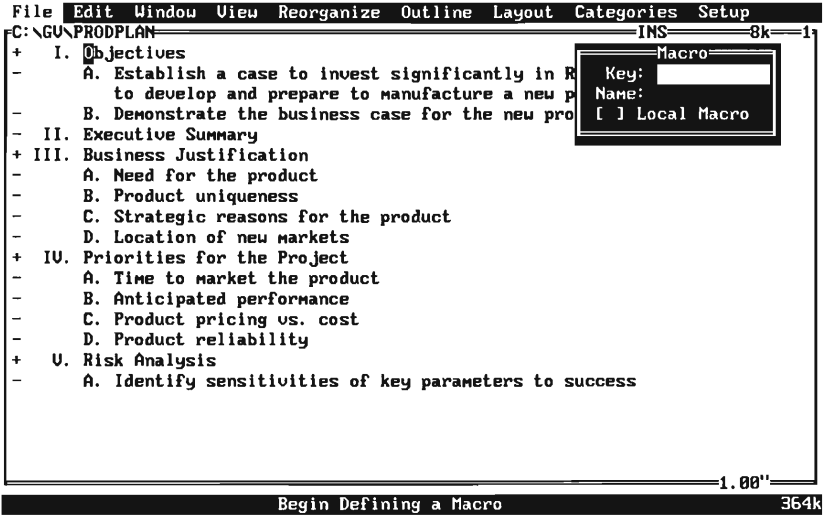 File Edit Window View Reorganize Outline Layout Categories Setup
C:\GV\PRODPLAN INS 8k 1
+ I. Objectives
- A. Establish a case to invest significantly in R
to develop and prepare to manufacture a new p
- B. Demonstrate the business case for the new pro
- II. Executive Summary
+ III. Business Justification
- A. Need for the product
- B. Product uniqueness
- C. Strategic reasons for the product
- D. Location of new markets
+ IV. Priorities for the Project
- A. Time to market the product
- B. Anticipated performance
- C. Product pricing vs. cost
- D. Product reliability
+ V. Risk Analysis
- A. Identify sensitivities of key parameters to success
Macro
Key:
Name:
[ ] Local Macro
1.00"
Begin Defining a Macro 364k